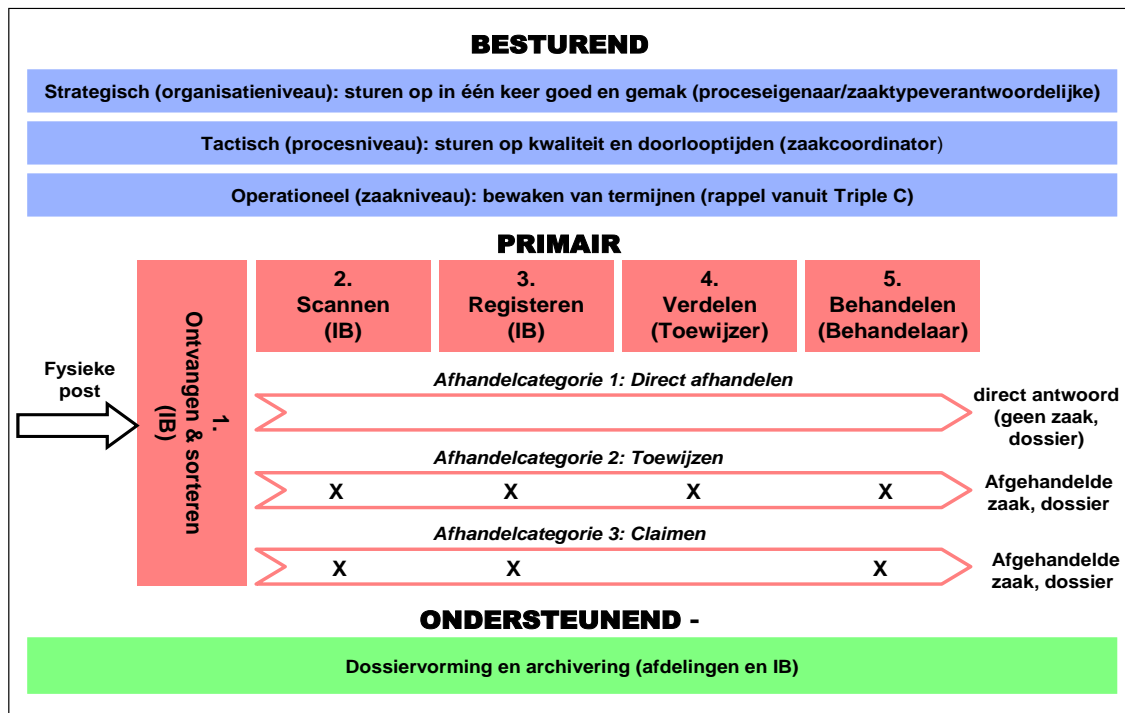 BESTUREND
Strategisch (organisatieniveau): sturen op in één keer goed en gemak (proceseigenaar/zaaktypeverantwoordelijke)
Tactisch (procesniveau): sturen op kwaliteit en doorlooptijden (zaakcoordinator)
Operationeel (zaakniveau): bewaken van termijnen (rappel vanuit Triple C)
PRIMAIR
Fysieke
post
1.
Ontvangen & sorteren
(IB)
2.
Scannen
(IB)
3.
Registeren
(IB)
4.
Verdelen
(Toewijzer)
5.
Behandelen
(Behandelaar)
Afhandelcategorie 1: Direct afhandelen
direct antwoord
(geen zaak,
dossier)
Afhandelcategorie 2: Toewijzen
X X X X
Afgehandelde
zaak, dossier
Afhandelcategorie 3: Claimen
X X X
Afgehandelde
zaak, dossier
ONDERSTEUNEND -
Dossiervorming en archivering (afdelingen en IB)